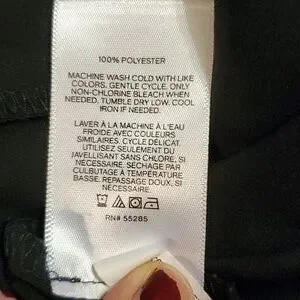 100% POLYESTER
MACHINE WASH COLD WITH LIKE
COLORS, GENTLE CYCLE. ONLY
NON-CHLORINE BLEACH WHEN
NEEDED. TUMBLE DRY LOW. COOL
IRON IF NEEDED.
LAVER À LA MACHINE À L'EAU
FROIDE AVEC COULEURS
SIMILAIRES, CYCLE DÉLICAT.
UTILISEZ SEULEMENT DU
JAVELLISANT SANS CHLORE, SI
NÉCESSAIRE. SÉCHAGE PAR
CULBUTAGE À TEMPÉRATURE
BASSE. REPASSAGE DOUX, SI
NÉCESSAIRE.
RN# 55285